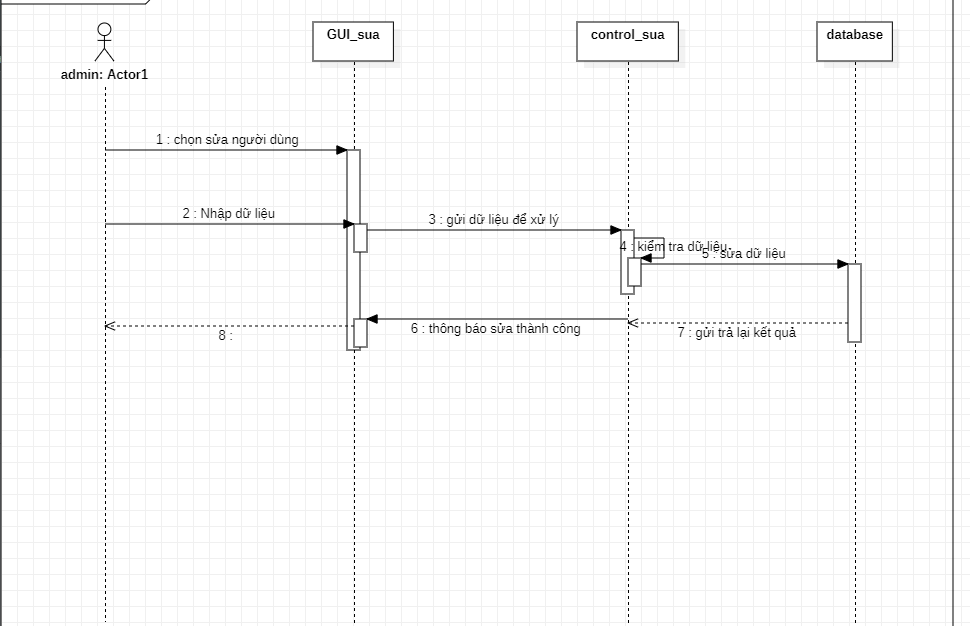 GUI_sua
control_sua
database
admin: Actor1
1 : chọn sửa người dùng
2 : Nhập dữ liệu
3 : gửi dữ liệu để xử lý
4 : kiểm tra dữ liệu
5 : sửa dữ liệu
6 : thông báo sửa thành công
7 : gửi trả lại kết quả
8 :